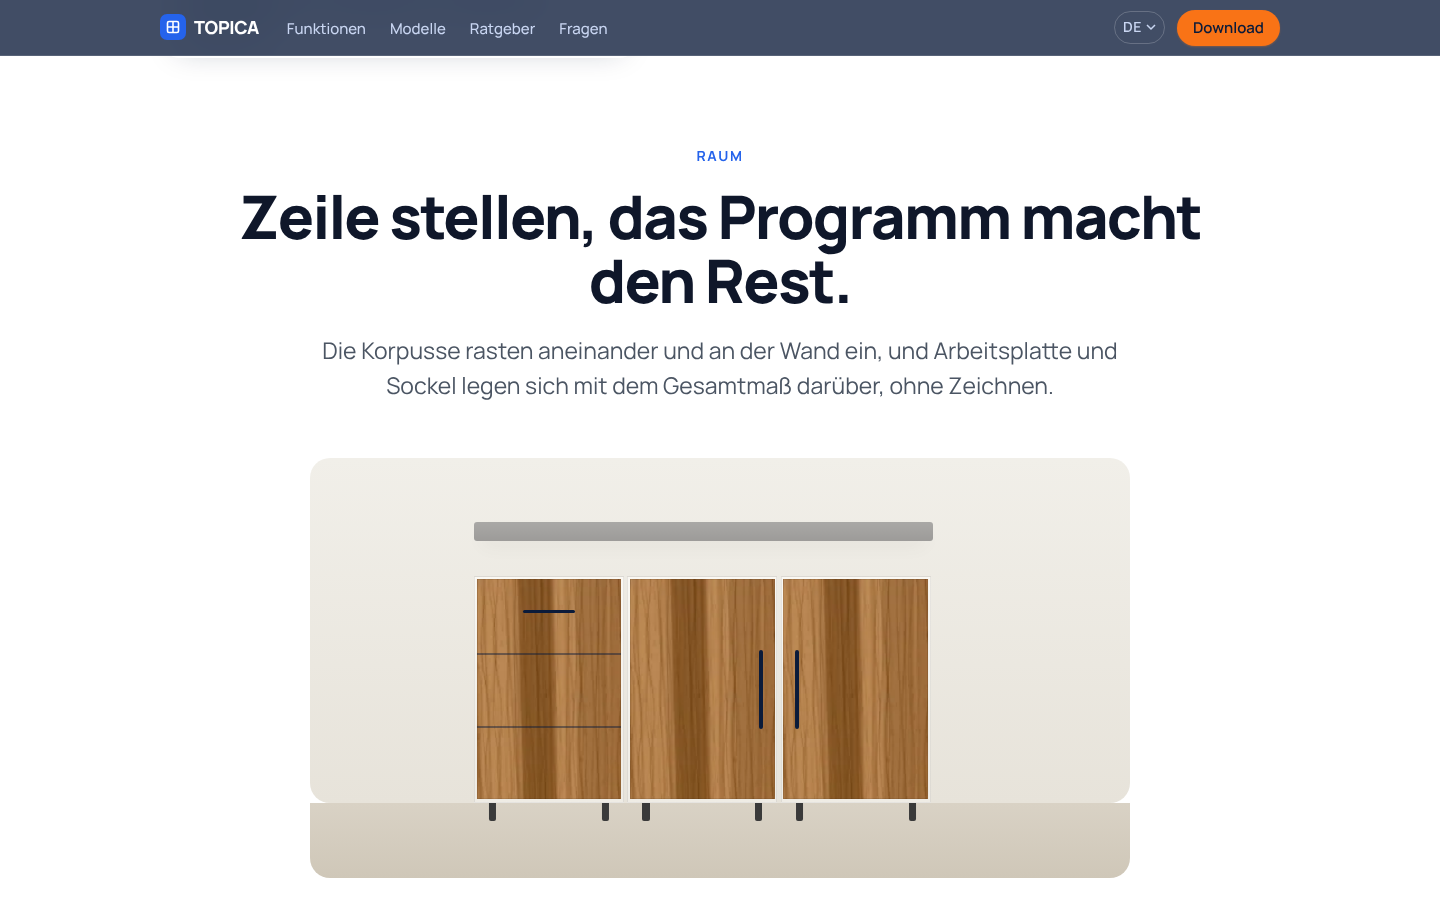 TOPICA
Funktionen
Modelle
Ratgeber
Fragen
DE
Download
RAUM
Zeile stellen, das Programm macht
den Rest.
Die Korpusse rasten aneinander und an der Wand ein, und Arbeitsplatte und
Sockel legen sich mit dem Gesamtmaß darüber, ohne Zeichnen.